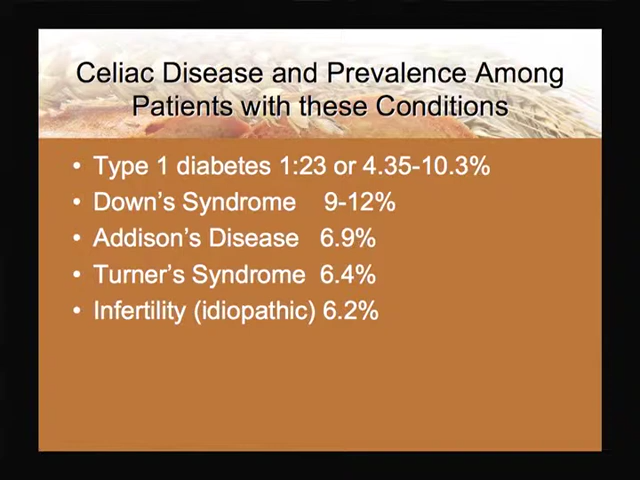 Celiac Disease and Prevalence Among
Patients with these Conditions
• Type 1 diabetes 1:23 or 4.35-10.3%
• Down's Syndrome 9-12%
• Addison's Disease 6.9%
• Turner's Syndrome 6.4%
• Infertility (idiopathic) 6.2%